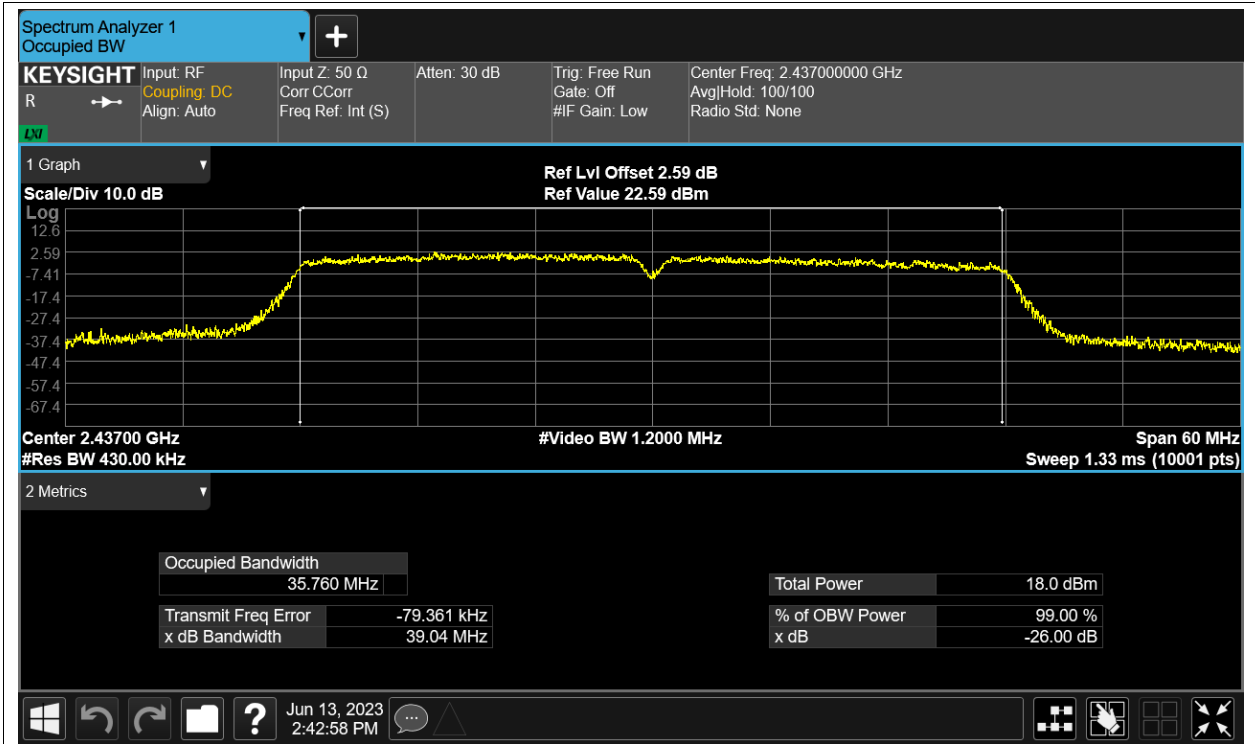 Spectrum Analyzer 1
Occupied BW
▼
+
KEYSIGHT
R
LXI
Input: RF
Coupling: DC
Align: Auto
Input Z: 50 Ω
Corr CCorr
Freq Ref: Int (S)
Atten: 30 dB
Trig: Free Run
Gate: Off
#IF Gain: Low
Center Freq: 2.437000000 GHz
Avg|Hold: 100/100
Radio Std: None
1 Graph ▼
Scale/Div 10.0 dB
Ref Lvl Offset 2.59 dB
Ref Value 22.59 dBm
Log
12.6
2.59
-7.41
-17.4
-27.4
-37.4
-47.4
-57.4
-67.4
Center 2.43700 GHz
#Video BW 1.2000 MHz
Span 60 MHz
#Res BW 430.00 kHz
Sweep 1.33 ms (10001 pts)
2 Metrics ▼
Occupied Bandwidth
35.760 MHz
Total Power 18.0 dBm
Transmit Freq Error -79.361 kHz
% of OBW Power 99.00 %
x dB Bandwidth 39.04 MHz
x dB -26.00 dB
?
Jun 13, 2023
2:42:58 PM
...